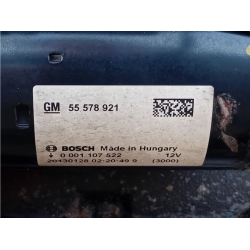 GM 55 578 921
BOSCH Made in Hungary
0 001 107 522 12V
20430128.02-20:49 9 (3000)